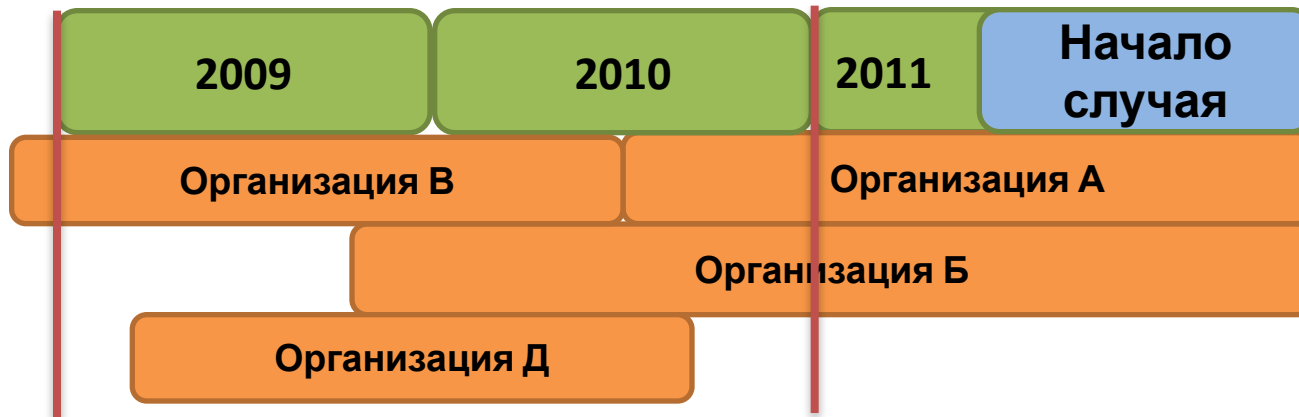 2009
2010
2011
Начало
случая
Организация В
Организация А
Организация Б
Организация Д